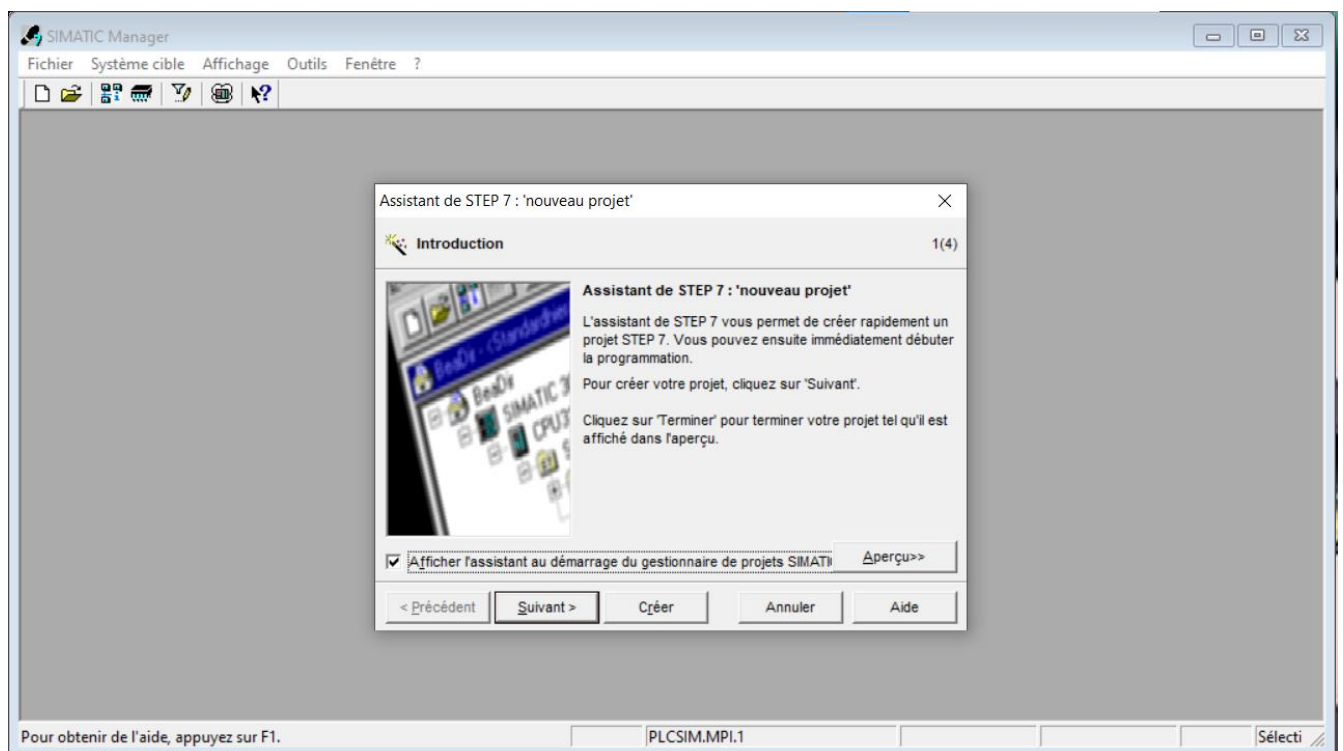 SIMATIC Manager
Fichier Système cible Affichage Outils Fenêtre ?
Assistant de STEP 7 : 'nouveau projet'
Introduction 1(4)
BeaDir - (Standardhier
BeaDir
SIMATIC 3
CPU3
Assistant de STEP 7 : 'nouveau projet'
L'assistant de STEP 7 vous permet de créer rapidement un
projet STEP 7. Vous pouvez ensuite immédiatement débuter
la programmation.
Pour créer votre projet, cliquez sur 'Suivant'.
Cliquez sur 'Terminer' pour terminer votre projet tel qu'il est
affiché dans l'aperçu.
Afficher l'assistant au démarrage du gestionnaire de projets SIMATI
Aperçu>>
< Précédent Suivant > Créer Annuler Aide
Pour obtenir de l'aide, appuyez sur F1. PLCSIM.MPI.1 Sélecti